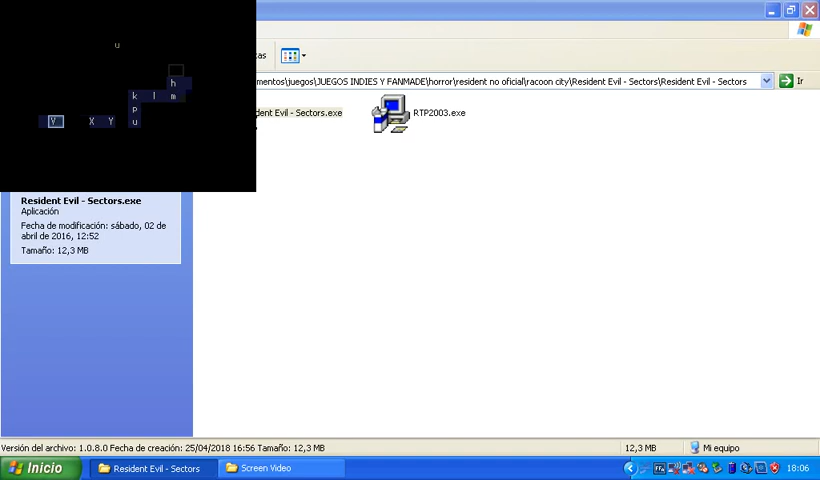 u
h
k l m
p
V X Y u
as
mentos\juegos\JUEGOS INDIES Y FANMADE\horror\resident no oficial\racoon city\Resident Evil - Sectors\Resident Evil - Sectors
Ir
dent Evil - Sectors.exe
RTP2003.exe
Resident Evil - Sectors.exe
Aplicación
Fecha de modificación: sábado, 02 de
abril de 2016, 12:52
Tamaño: 12,3 MB
Versión del archivo: 1.0.8.0 Fecha de creación: 25/04/2018 16:56 Tamaño: 12,3 MB
12,3 MB
Mi equipo
Inicio
Resident Evil - Sectors
Screen Video
18:06